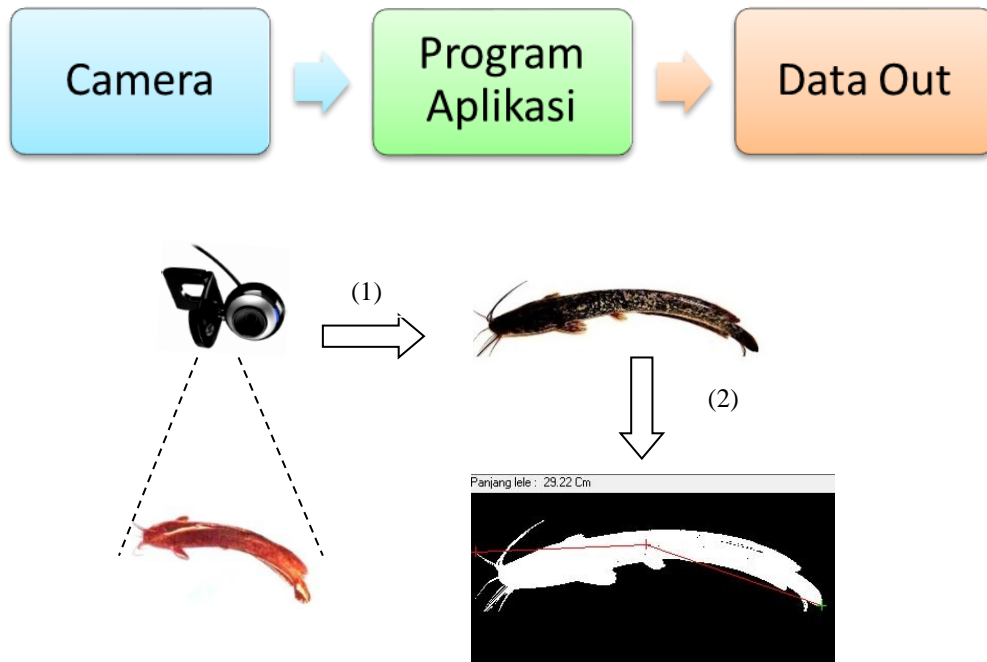 Camera
Program
Aplikasi
Data Out
(1)
(2)
Panjang lele : 29.22 Cm